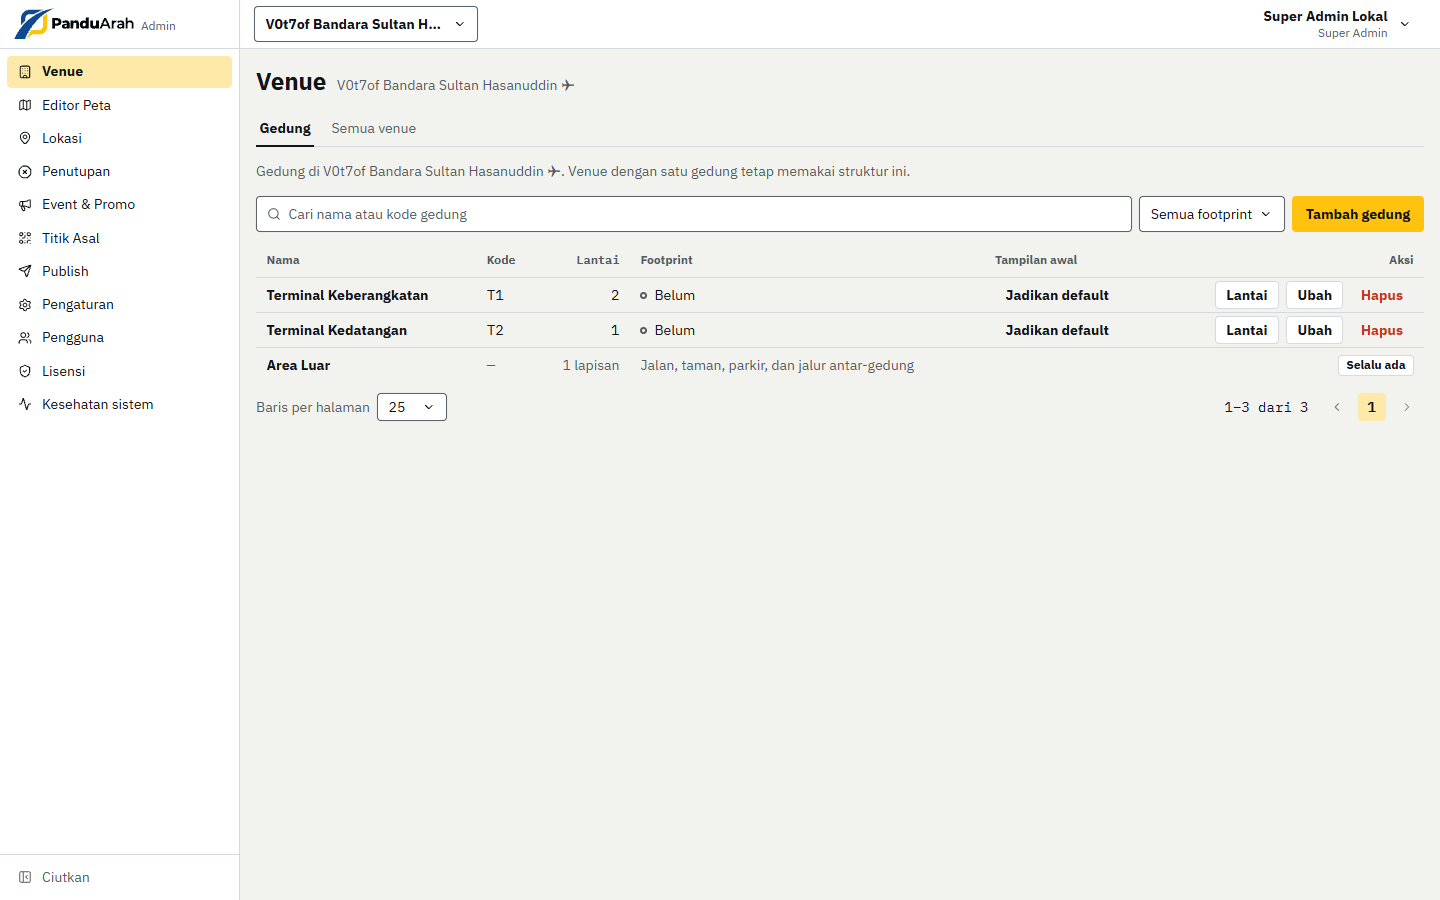 PanduArah Admin
V0t7of Bandara Sultan H...
Super Admin Lokal
Super Admin
Venue
Editor Peta
Lokasi
Penutupan
Event & Promo
Titik Asal
Publish
Pengaturan
Pengguna
Lisensi
Kesehatan sistem
Ciutkan
Venue V0t7of Bandara Sultan Hasanuddin ✈
Gedung Semua venue
Gedung di V0t7of Bandara Sultan Hasanuddin ✈. Venue dengan satu gedung tetap memakai struktur ini.
Cari nama atau kode gedung Semua footprint Tambah gedung
Nama Kode Lantai Footprint Tampilan awal Aksi
Terminal Keberangkatan T1 2 Belum Jadikan default Lantai Ubah Hapus
Terminal Kedatangan T2 1 Belum Jadikan default Lantai Ubah Hapus
Area Luar — 1 lapisan Jalan, taman, parkir, dan jalur antar-gedung Selalu ada
Baris per halaman 25 1–3 dari 3 1